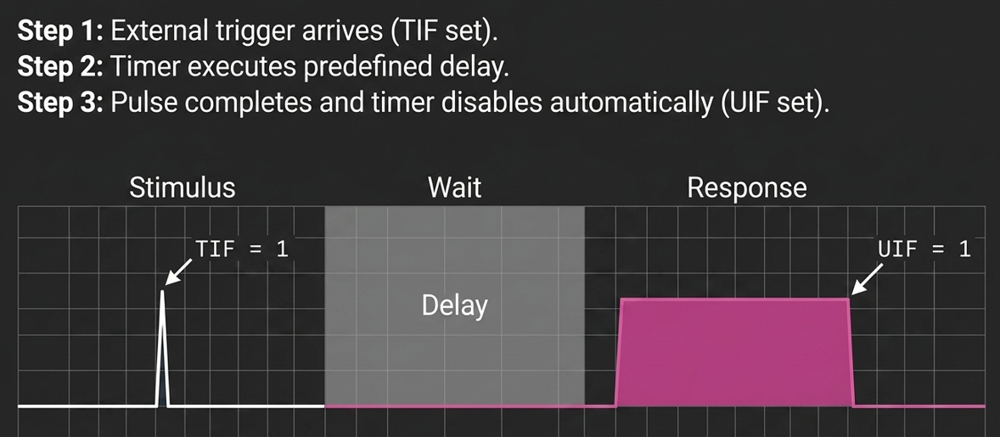 Step 1: External trigger arrives (TIF set).
Step 2: Timer executes predefined delay.
Step 3: Pulse completes and timer disables automatically (UIF set).
Stimulus
Wait
Response
TIF = 1
UIF = 1
Delay